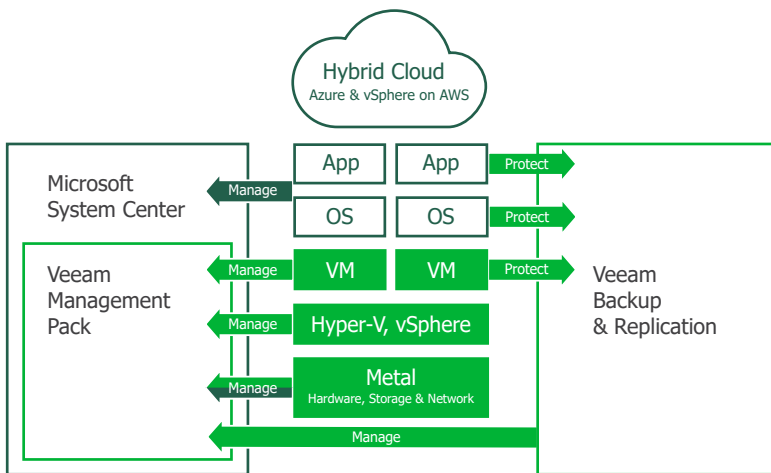 Hybrid Cloud
Azure & vSphere on AWS
Microsoft
System Center
Manage
App
App
Protect
OS
OS
Protect
Veeam
Management
Pack
Manage
VM
VM
Protect
Veeam
Backup
& Replication
Manage
Hyper-V, vSphere
Manage
Metal
Hardware, Storage & Network
Manage